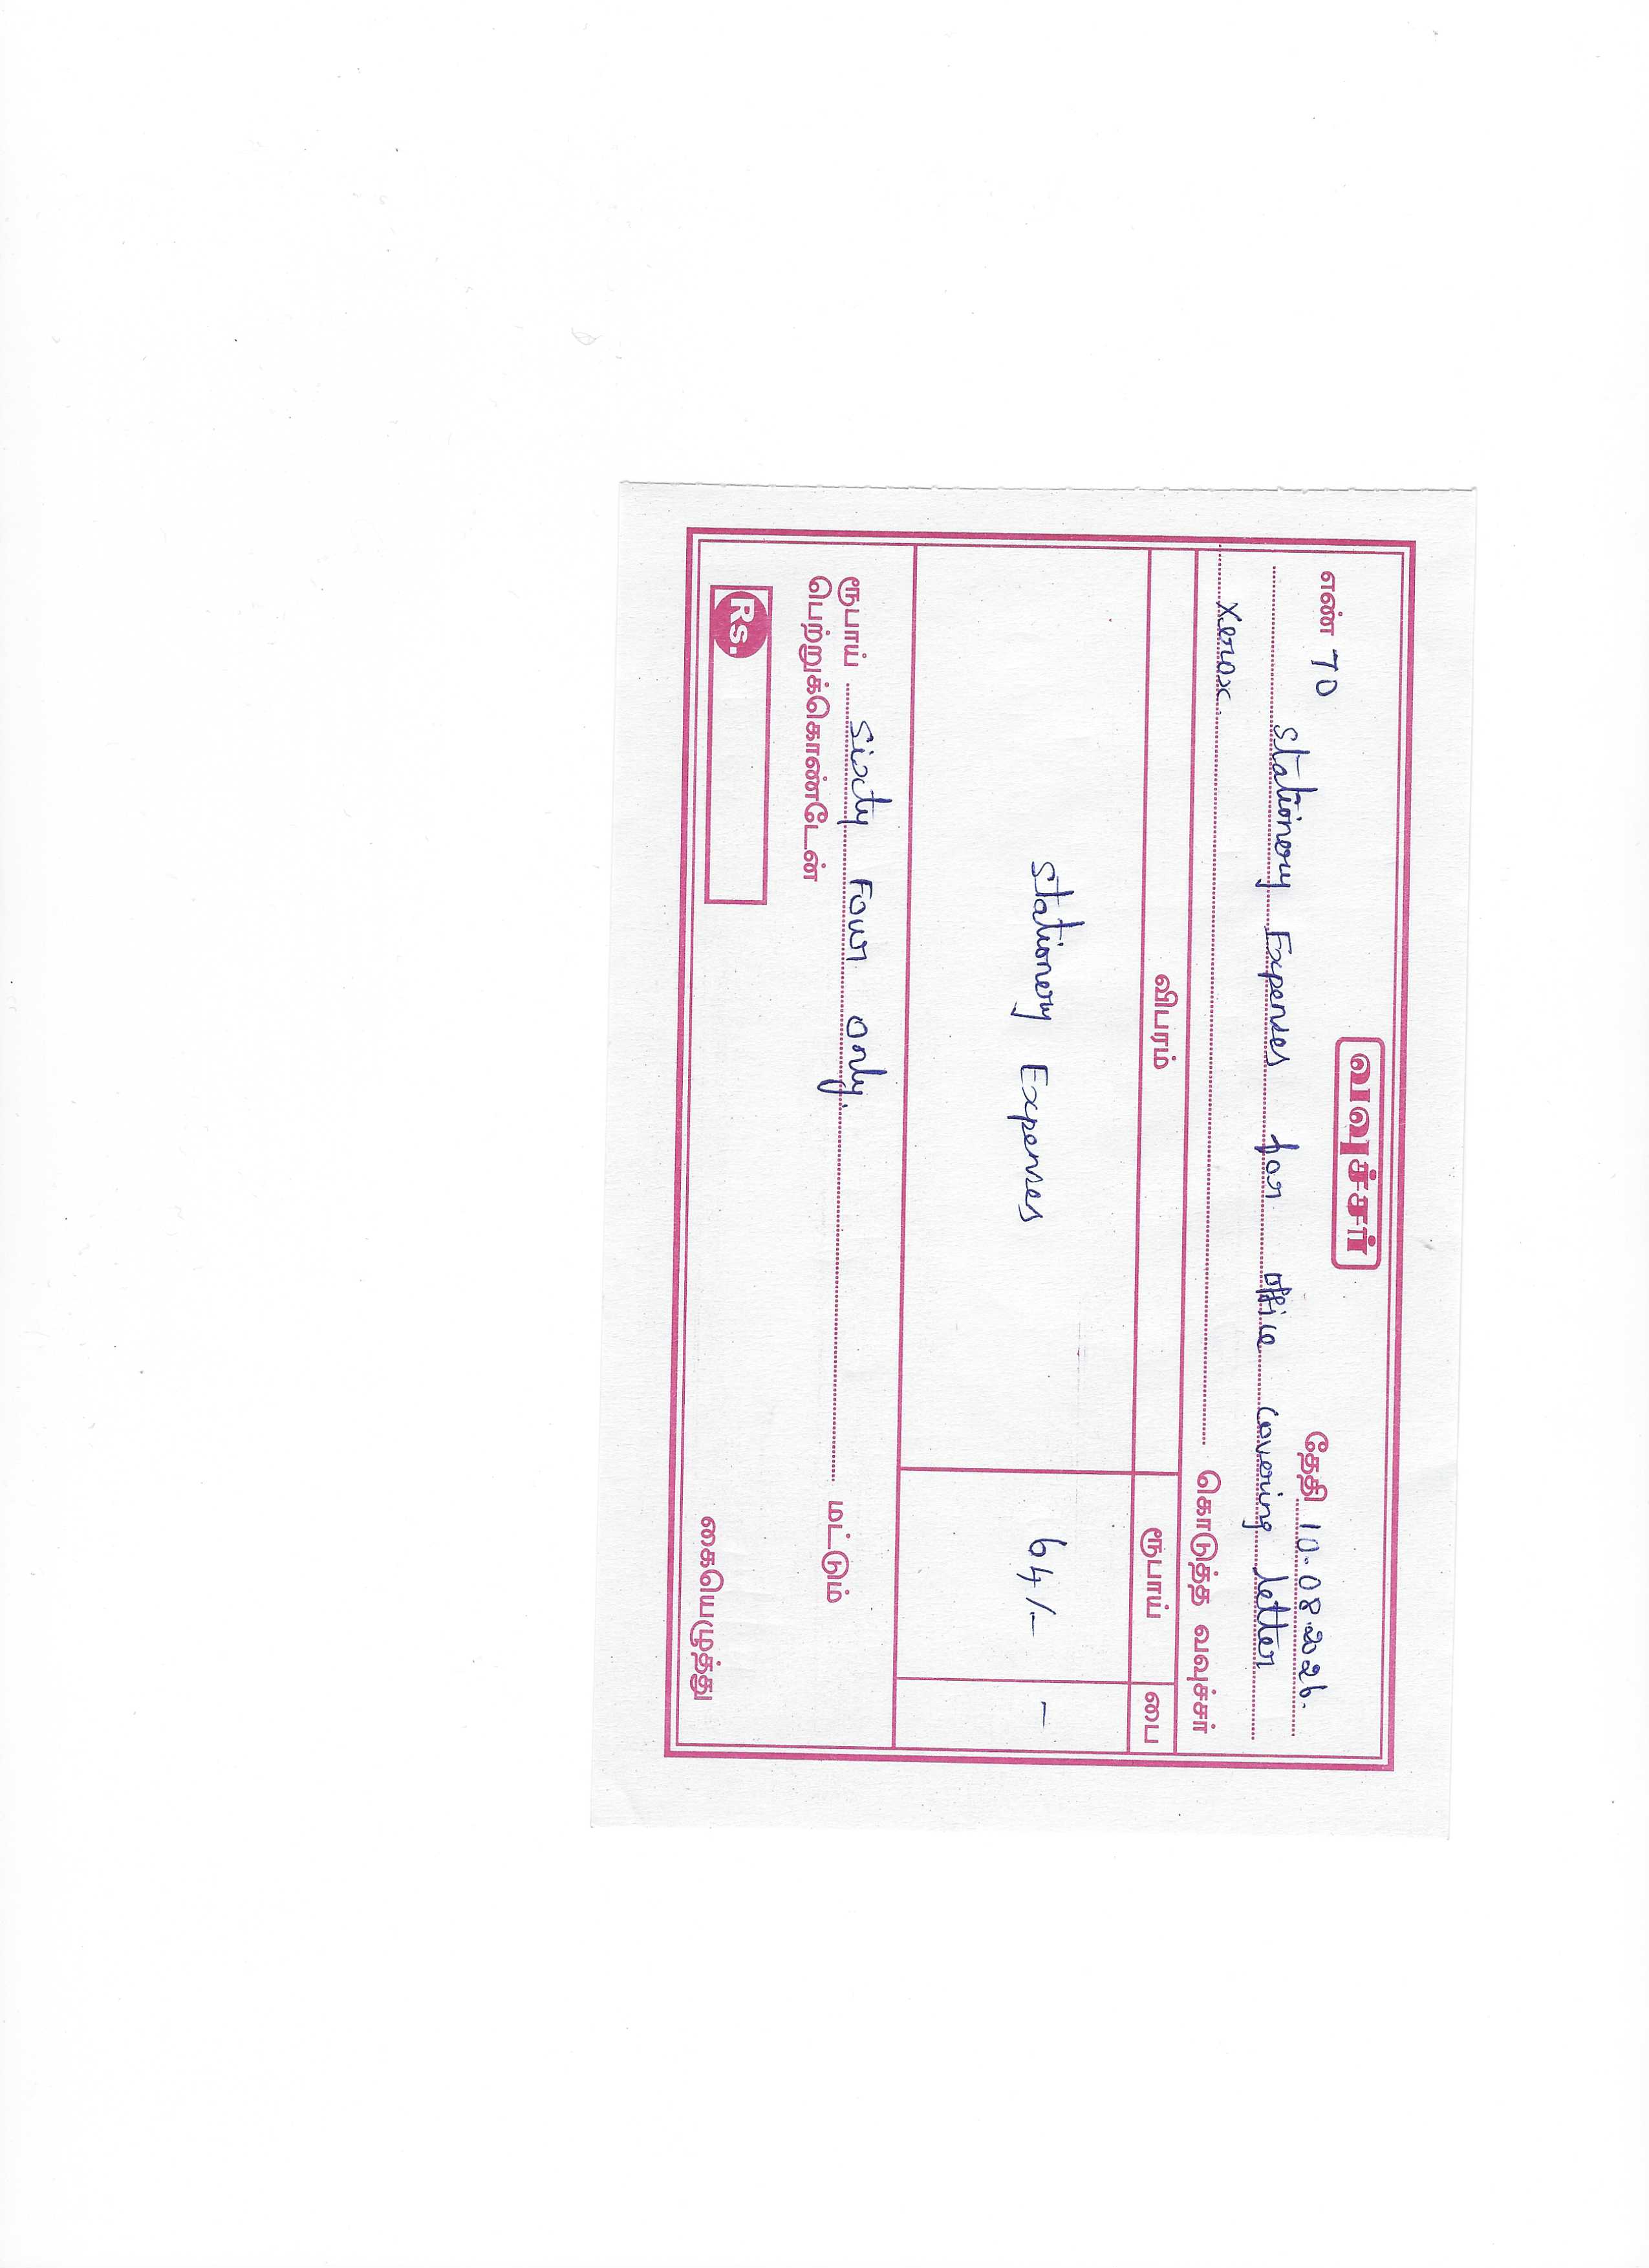 வவுச்சர்
எண் 70 தேதி 10.08.2026.
Stationery Expenses for office covering letter
Xerox. கொடுத்த வவுச்சர்
விபரம் ரூபாய் பை
Stationery Expenses 64/- -
ரூபாய் Sixty Four only. மட்டும்
பெற்றுக்கொண்டேன்
Rs. கையெழுத்து